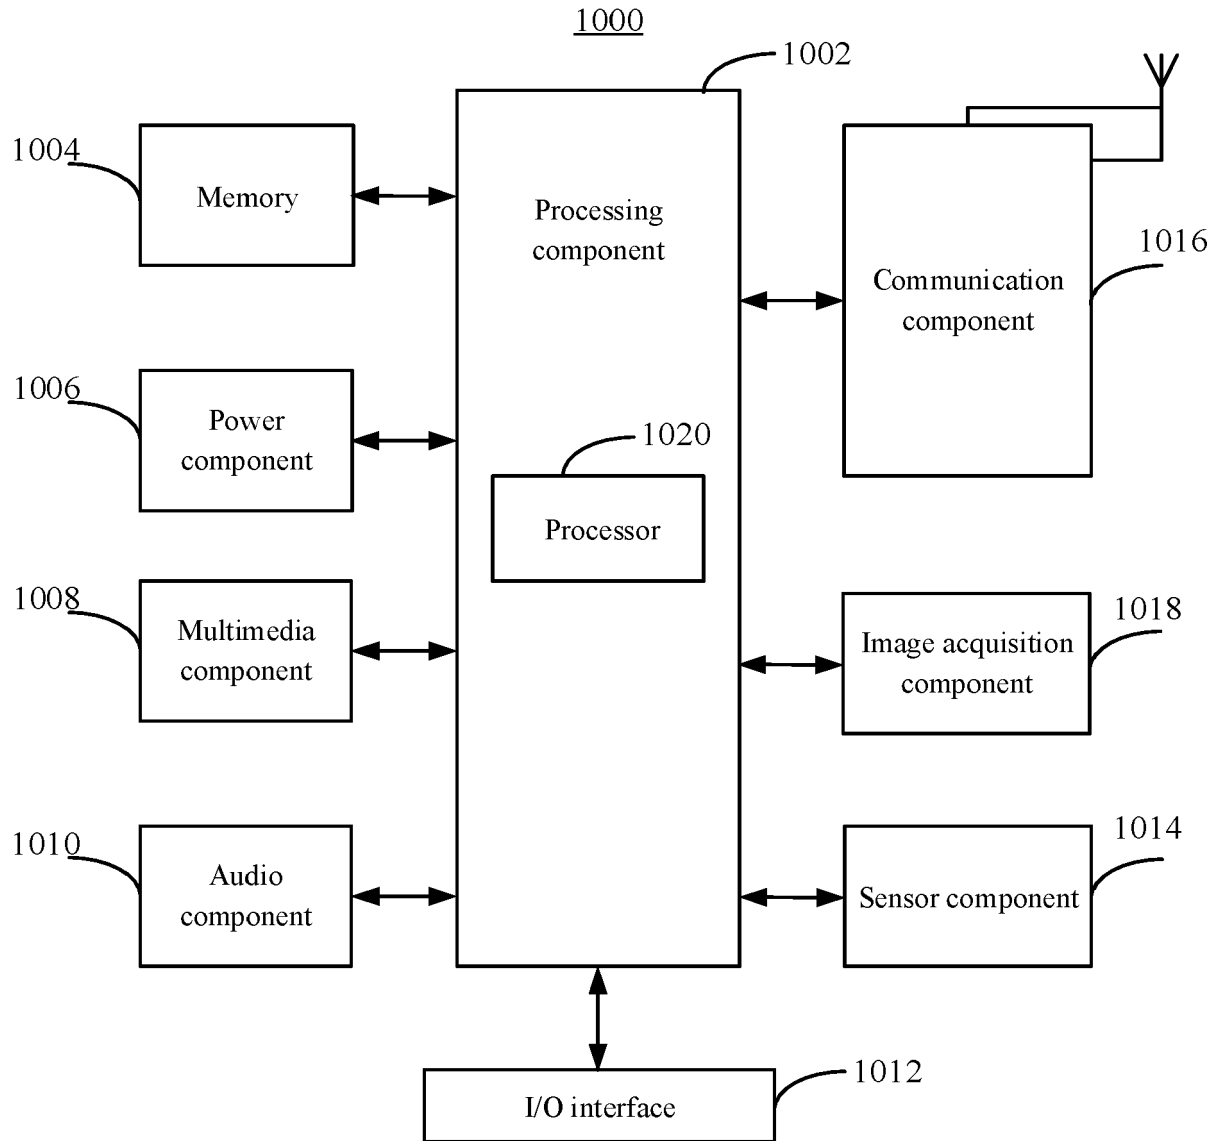 1000
1002
1004
Memory
Processing
component
1016
Communication
component
1006
Power
component
1020
Processor
1008
Multimedia
component
1018
Image acquisition
component
1010
Audio
component
1014
Sensor component
1012
I/O interface